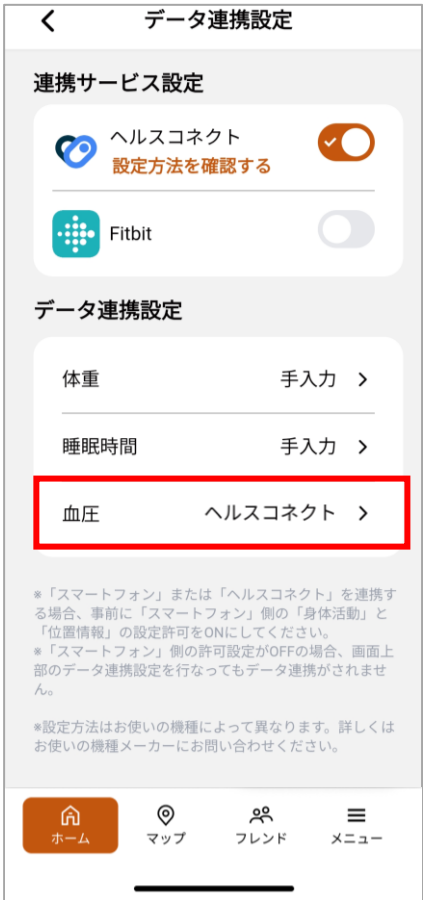 データ連携設定
連携サービス設定
ヘルスコネクト
設定方法を確認する
Fitbit
データ連携設定
体重 手入力
睡眠時間 手入力
血圧 ヘルスコネクト
※「スマートフォン」または「ヘルスコネクト」を連携す
る場合、事前に「スマートフォン」側の「身体活動」と
「位置情報」の設定許可をONにしてください。
※「スマートフォン」側の許可設定がOFFの場合、画面上
部のデータ連携設定を行なってもデータ連携がされませ
ん。
※設定方法はお使いの機種によって異なります。詳しくは
お使いの機種メーカーにお問い合わせください。
ホーム マップ フレンド メニュー